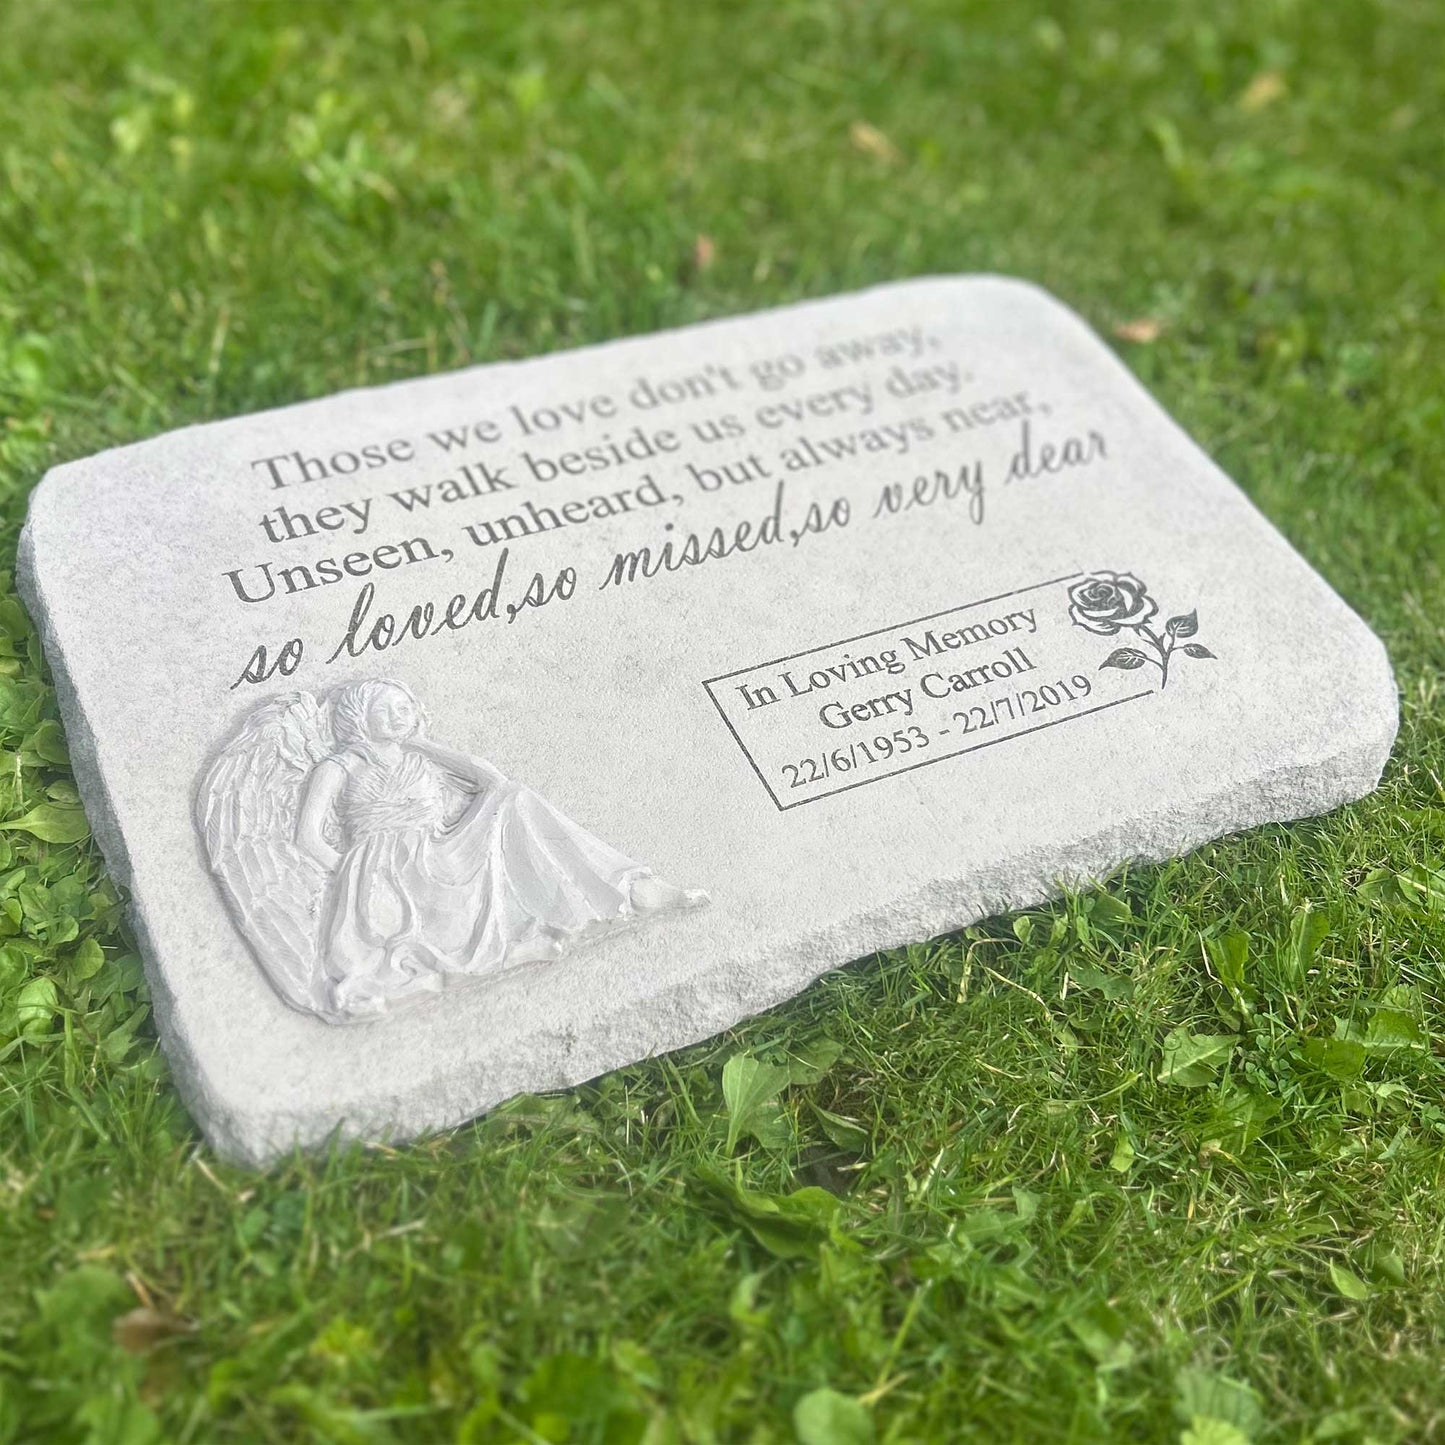 Those we love don't go away,
they walk beside us every day.
Unseen, unheard, but always near,
so loved,so missed,so very dear
In Loving Memory
Gerry Carroll
22/6/1953 - 22/7/2019